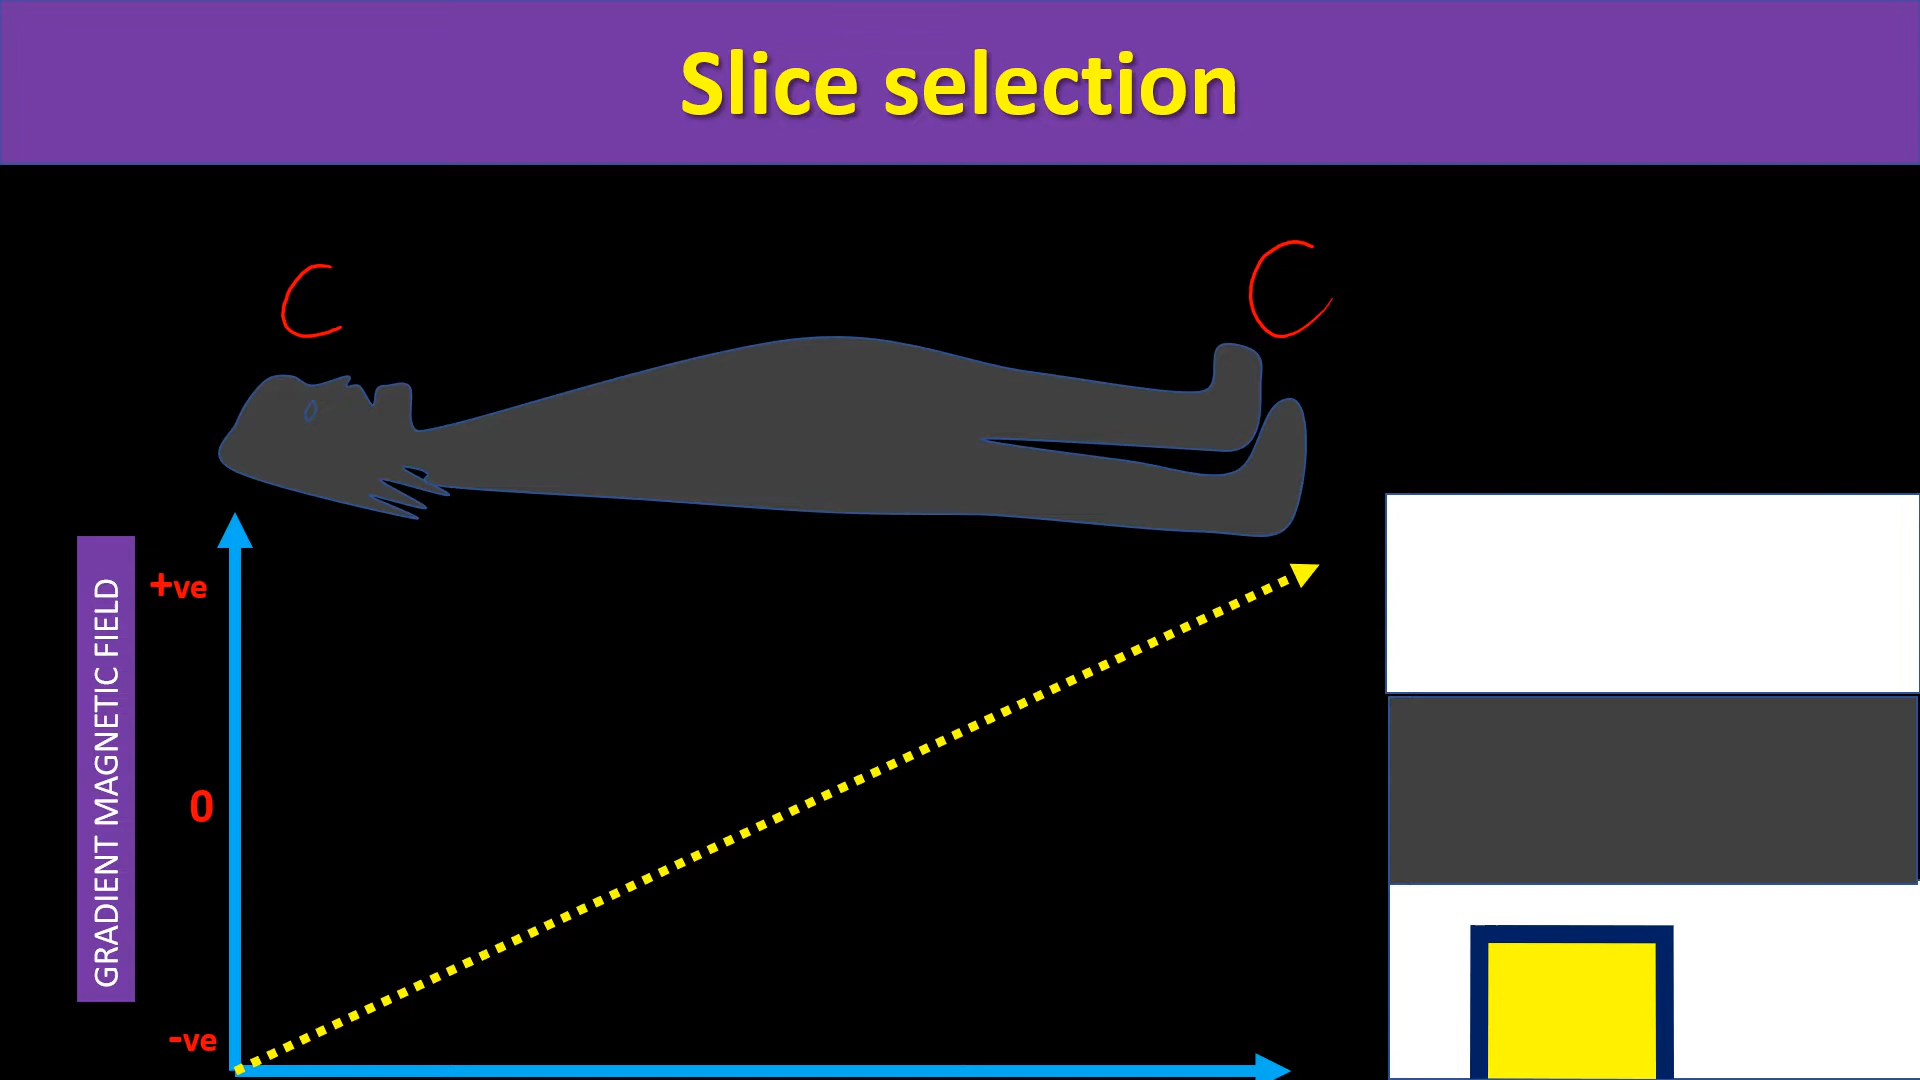 Slice selection
C
C
+ve
GRADIENT MAGNETIC FIELD
0
-ve